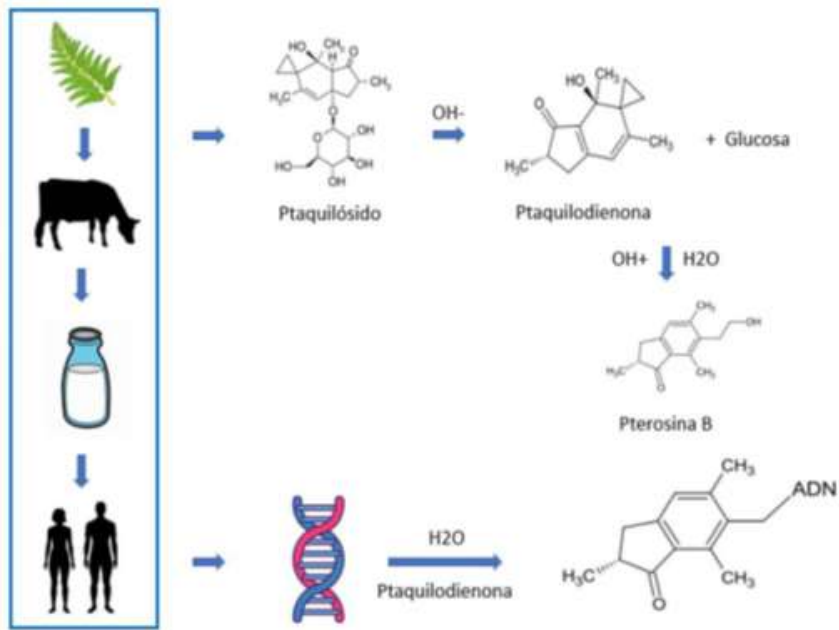 HO
CH₃
O
H
CH₃
H₃C
O
O
OH
HO
OH
OH
Ptaquilósido
OH-
HO
CH₃
O
H₃C
CH₃
Ptaquilodienona
+ Glucosa
OH+
H2O
CH₃
OH
H₃C
CH₃
O
Pterosina B
H2O
Ptaquilodienona
CH₃
ADN
H₃C
CH₃
O